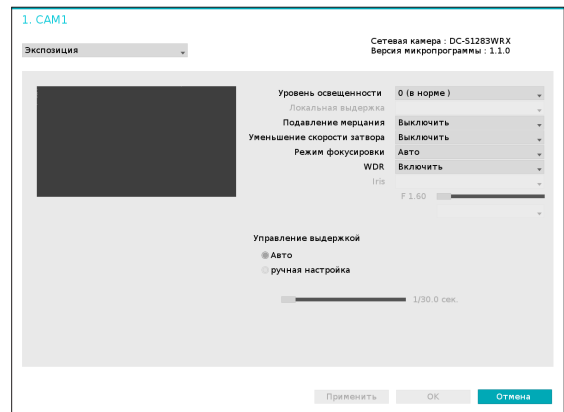 1. CAM1
Экспозиция
Сетевая камера : DC-S1283WRX
Версия микропрограммы : 1.1.0
Уровень освещенности 0 (в норме )
Локальная выдержка
Подавление мерцания Выключить
Уменьшение скорости затвора Выключить
Режим фокусировки Авто
WDR Включить
Iris
F 1.60
Управление выдержкой
Авто
ручная настройка
1/30.0 сек.
Применить OK Отмена